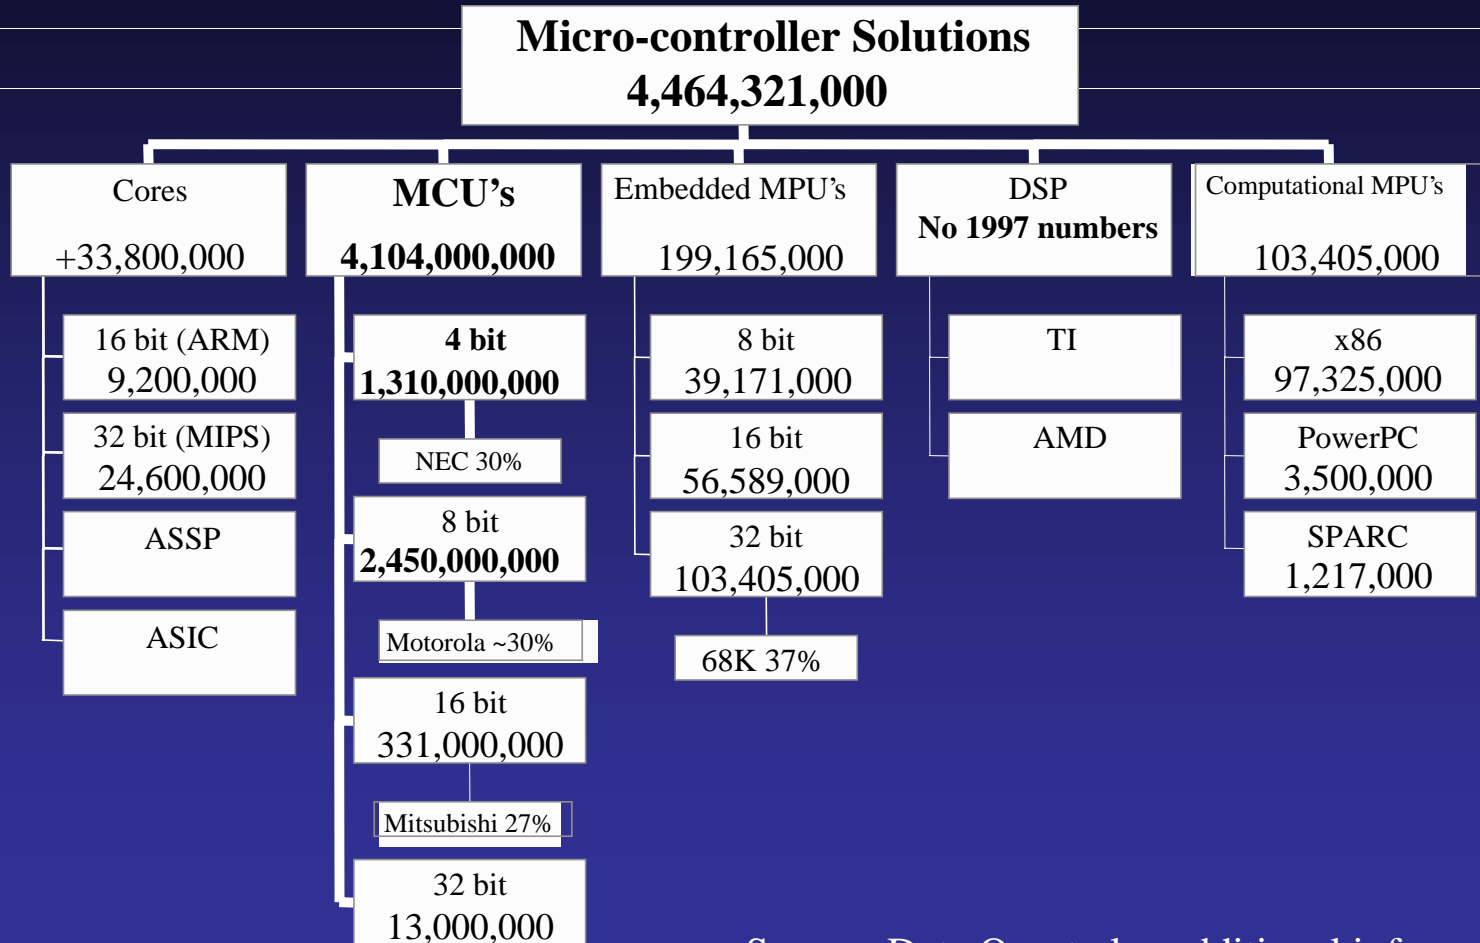 Micro-controller Solutions
4,464,321,000
Cores
+33,800,000
16 bit (ARM)
9,200,000
32 bit (MIPS)
24,600,000
ASSP
ASIC
MCU’s
4,104,000,000
4 bit
1,310,000,000
NEC 30%
8 bit
2,450,000,000
Motorola ~30%
16 bit
331,000,000
Mitsubishi 27%
32 bit
13,000,000
Embedded MPU’s
199,165,000
8 bit
39,171,000
16 bit
56,589,000
32 bit
103,405,000
68K 37%
DSP
No 1997 numbers
TI
AMD
Computational MPU’s
103,405,000
x86
97,325,000
PowerPC
3,500,000
SPARC
1,217,000